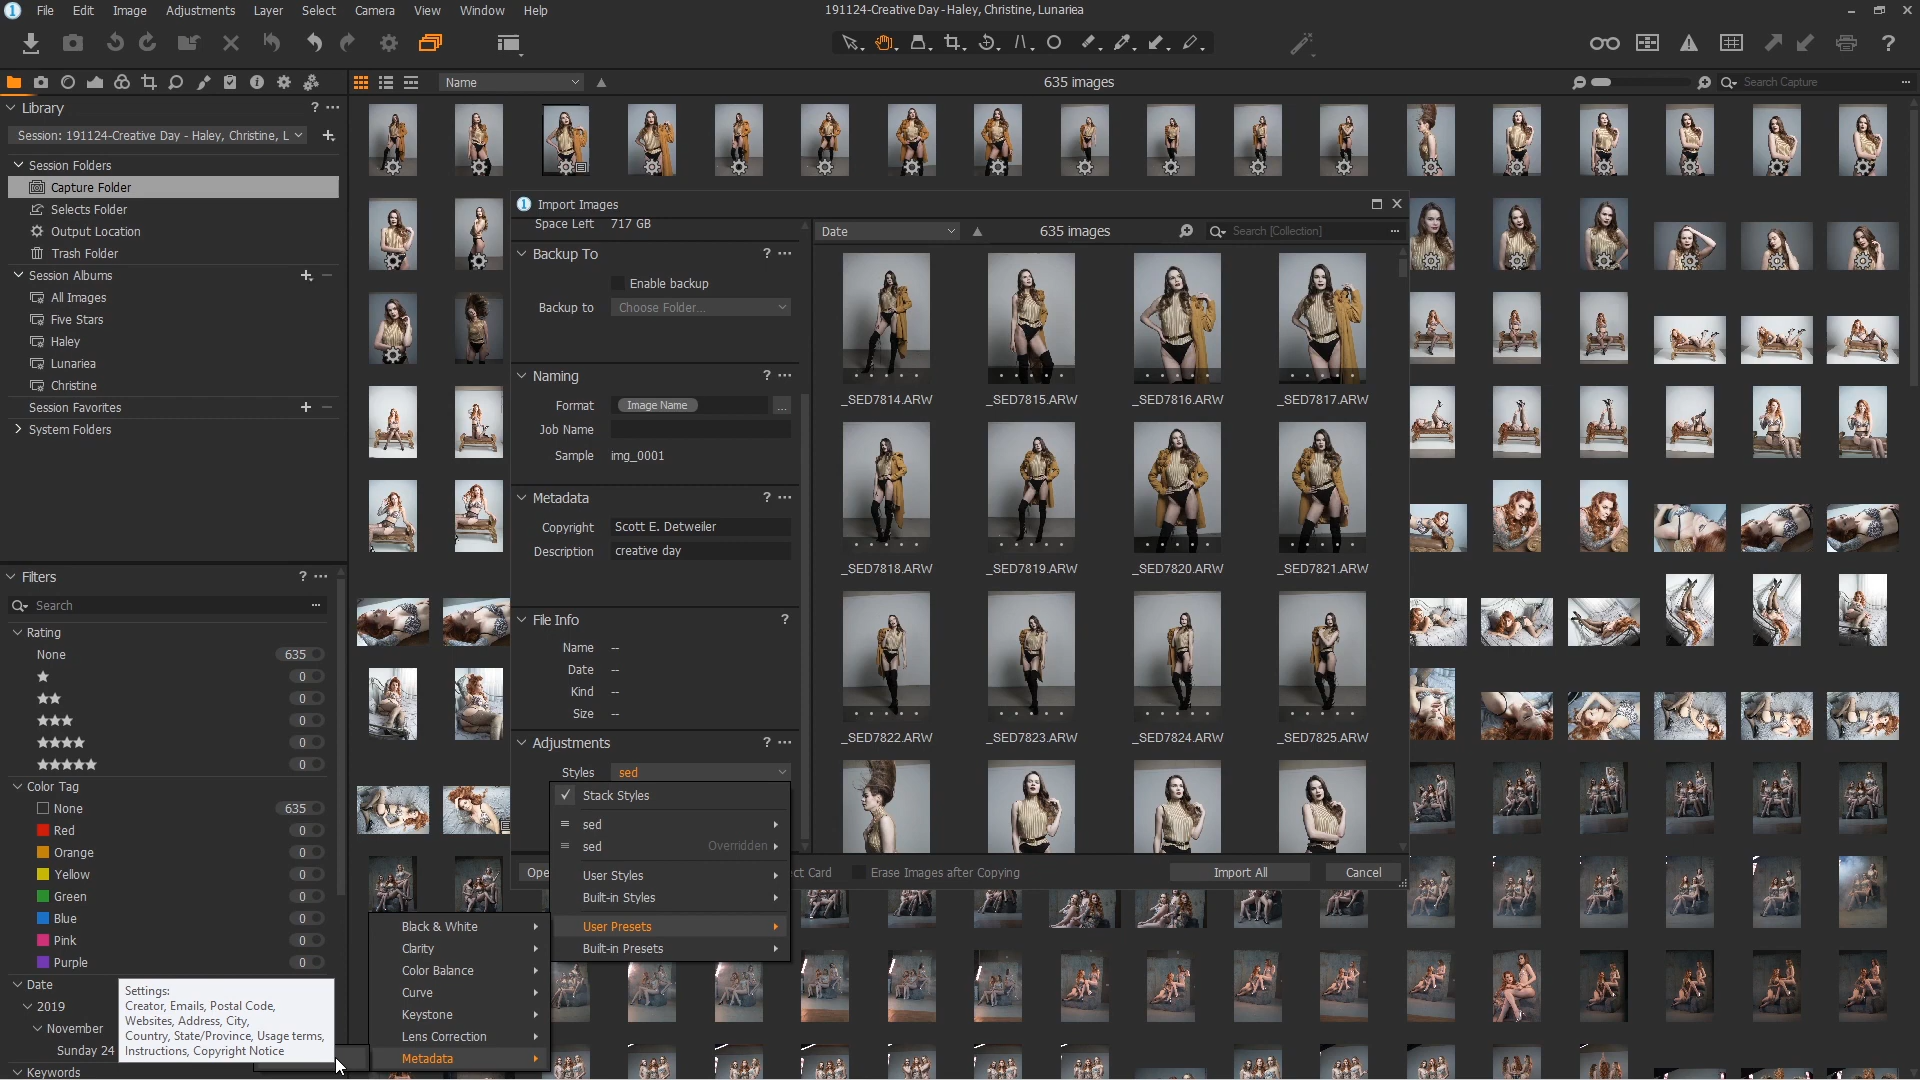 File Edit Image Adjustments Layer Select Camera View Window Help
191124-Creative Day - Haley, Christine, Lunariea
Name
635 images
Search Capture
Library
Session: 191124-Creative Day - Haley, Christine, L
Session Folders
Capture Folder
Selects Folder
Output Location
Trash Folder
Session Albums
All Images
Five Stars
Haley
Lunariea
Christine
Session Favorites
System Folders
Filters
Search
Rating
None 635
0
0
0
0
0
Color Tag
None 635
Red 0
Orange 0
Yellow 0
Green 0
Blue 0
Pink 0
Purple 0
Date
2019
November
Sunday 24
Keywords
Settings:
Creator, Emails, Postal Code,
Websites, Address, City,
Country, State/Province, Usage terms,
Instructions, Copyright Notice
Import Images
Space Left 717 GB
Backup To
Enable backup
Backup to Choose Folder...
Naming
Format Image Name ...
Job Name
Sample img_0001
Metadata
Copyright Scott E. Detweiler
Description creative day
File Info
Name --
Date --
Kind --
Size --
Adjustments
Styles sed
Stack Styles
sed
sed Overridden
User Styles
Built-in Styles
User Presets
Built-in Presets
Black & White
Clarity
Color Balance
Curve
Keystone
Lens Correction
Metadata
Date
635 images
Search [Collection]
_SED7814.ARW _SED7815.ARW _SED7816.ARW _SED7817.ARW
_SED7818.ARW _SED7819.ARW _SED7820.ARW _SED7821.ARW
_SED7822.ARW _SED7823.ARW _SED7824.ARW _SED7825.ARW
Ope
ct Card
Erase Images after Copying
Import All
Cancel